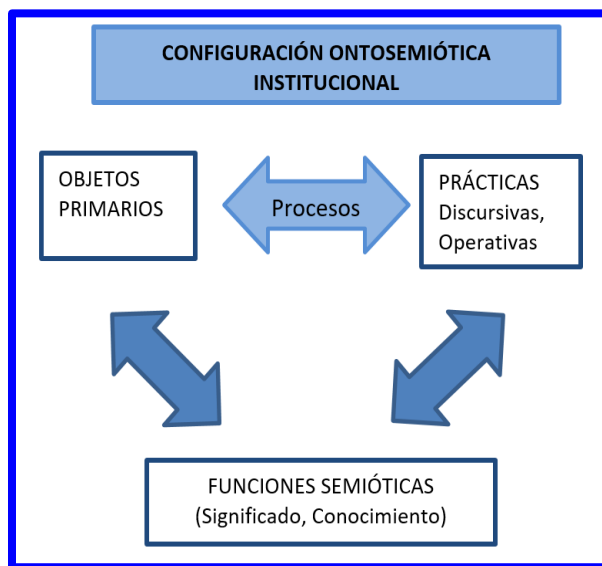 CONFIGURACIÓN ONTOSEMIÓTICA
INSTITUCIONAL
OBJETOS
PRIMARIOS
Procesos
PRÁCTICAS
Discursivas,
Operativas
FUNCIONES SEMIÓTICAS
(Significado, Conocimiento)